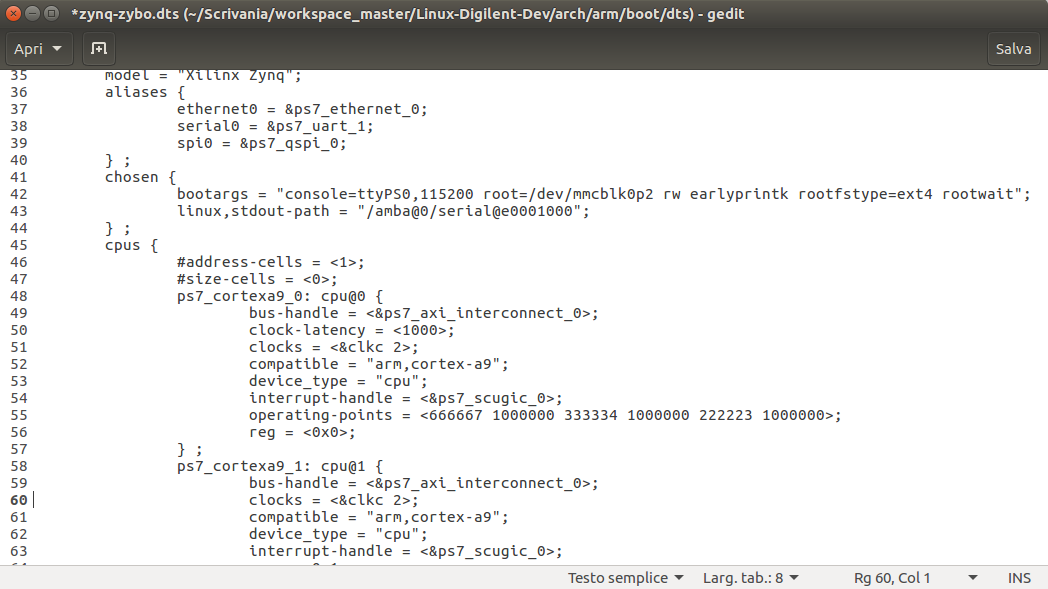 *zynq-zybo.dts (~/Scrivania/workspace_master/Linux-Digilent-Dev/arch/arm/boot/dts) - gedit
Apri Salva
35 model = "Xilinx Zynq";
36 aliases {
37 ethernet0 = &ps7_ethernet_0;
38 serial0 = &ps7_uart_1;
39 spi0 = &ps7_qspi_0;
40 } ;
41 chosen {
42 bootargs = "console=ttyPS0,115200 root=/dev/mmcblk0p2 rw earlyprintk rootfstype=ext4 rootwait";
43 linux,stdout-path = "/amba@0/serial@e0001000";
44 } ;
45 cpus {
46 #address-cells = <1>;
47 #size-cells = <0>;
48 ps7_cortexa9_0: cpu@0 {
49 bus-handle = <&ps7_axi_interconnect_0>;
50 clock-latency = <1000>;
51 clocks = <&clkc 2>;
52 compatible = "arm,cortex-a9";
53 device_type = "cpu";
54 interrupt-handle = <&ps7_scugic_0>;
55 operating-points = <666667 1000000 333334 1000000 222223 1000000>;
56 reg = <0x0>;
57 } ;
58 ps7_cortexa9_1: cpu@1 {
59 bus-handle = <&ps7_axi_interconnect_0>;
60 clocks = <&clkc 2>;
61 compatible = "arm,cortex-a9";
62 device_type = "cpu";
63 interrupt-handle = <&ps7_scugic_0>;
Testo semplice Larg. tab.: 8 Rg 60, Col 1 INS